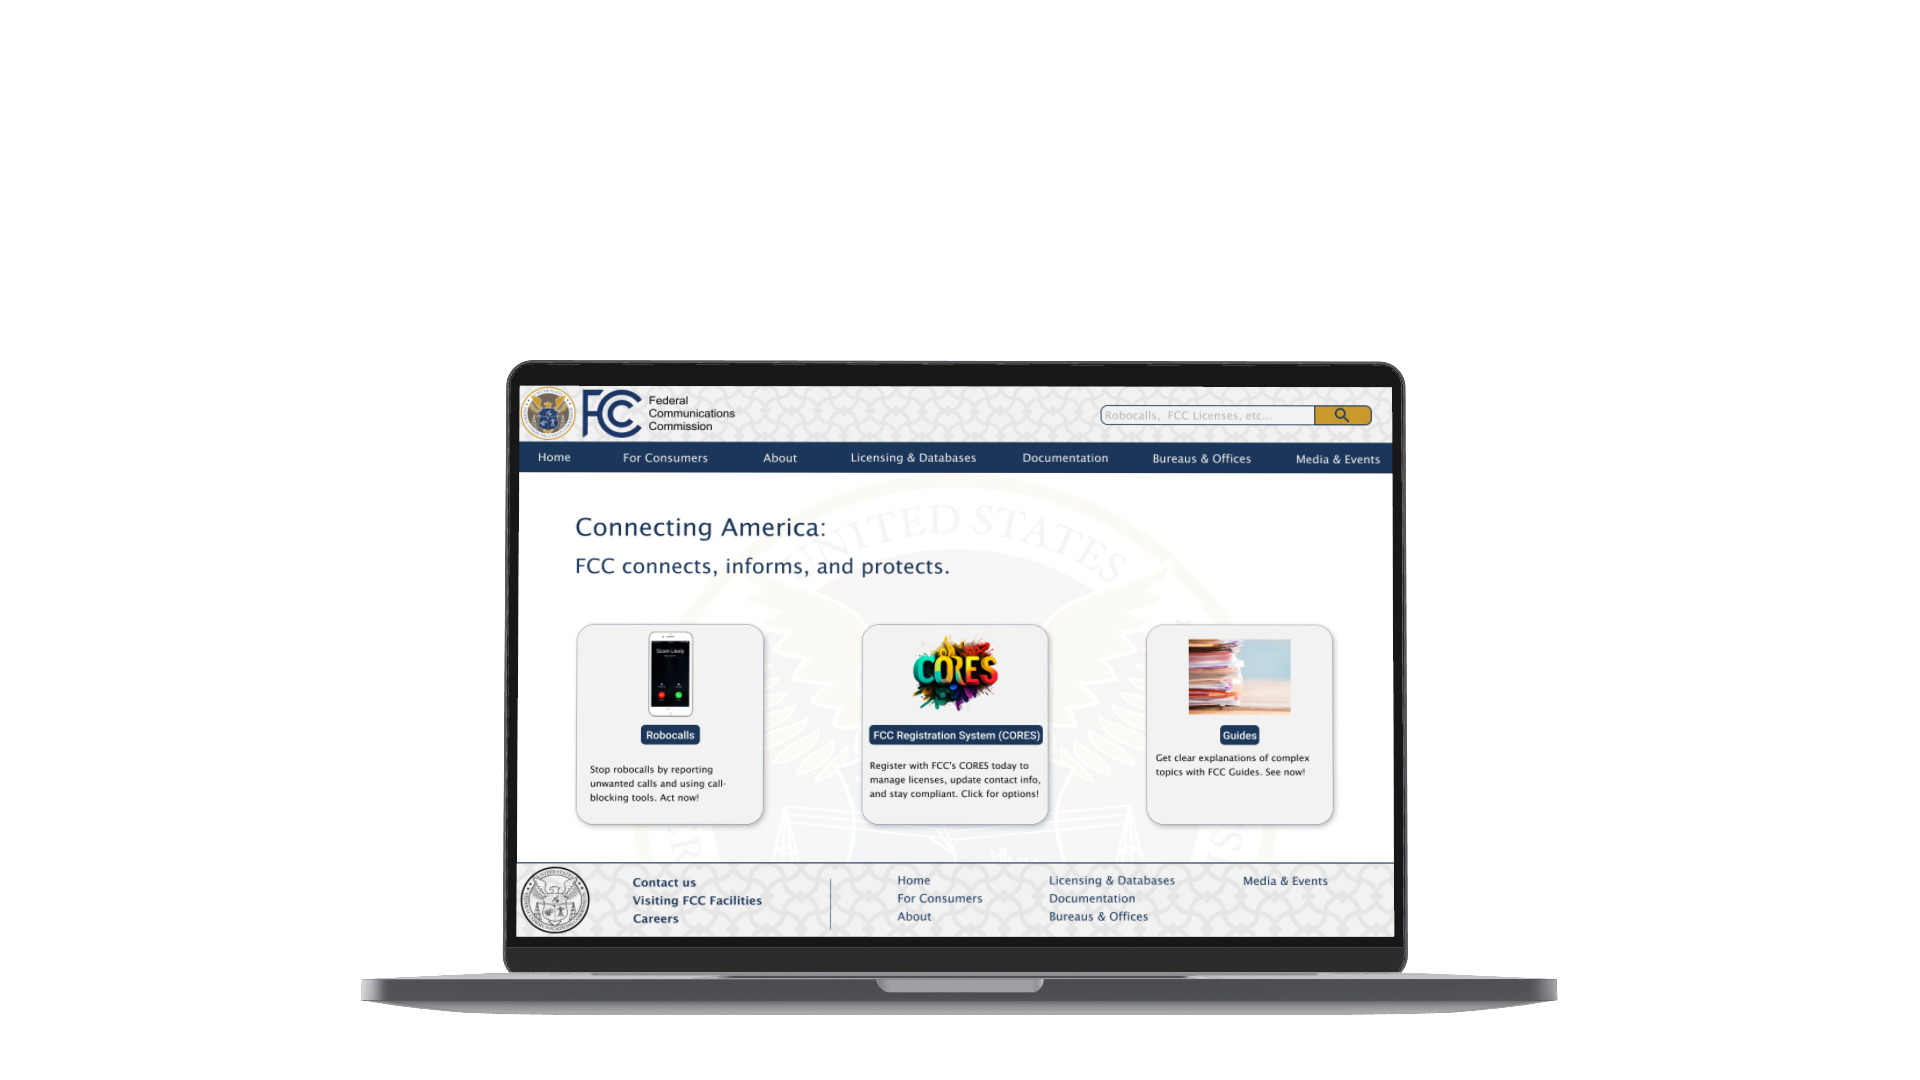 FCC
Federal
Communications
Commission
Robocalls, FCC Licenses, etc...
Home
For Consumers
About
Licensing & Databases
Documentation
Bureaus & Offices
Media & Events
UNITED STATES
Connecting America:
FCC connects, informs, and protects.
Scam Likely
CORES
Robocalls
FCC Registration System (CORES)
Guides
Stop robocalls by reporting
unwanted calls and using call-
blocking tools. Act now!
Register with FCC's CORES today to
manage licenses, update contact info,
and stay compliant. Click for options!
Get clear explanations of complex
topics with FCC Guides. See now!
Contact us
Visiting FCC Facilities
Careers
Home
For Consumers
About
Licensing & Databases
Documentation
Bureaus & Offices
Media & Events